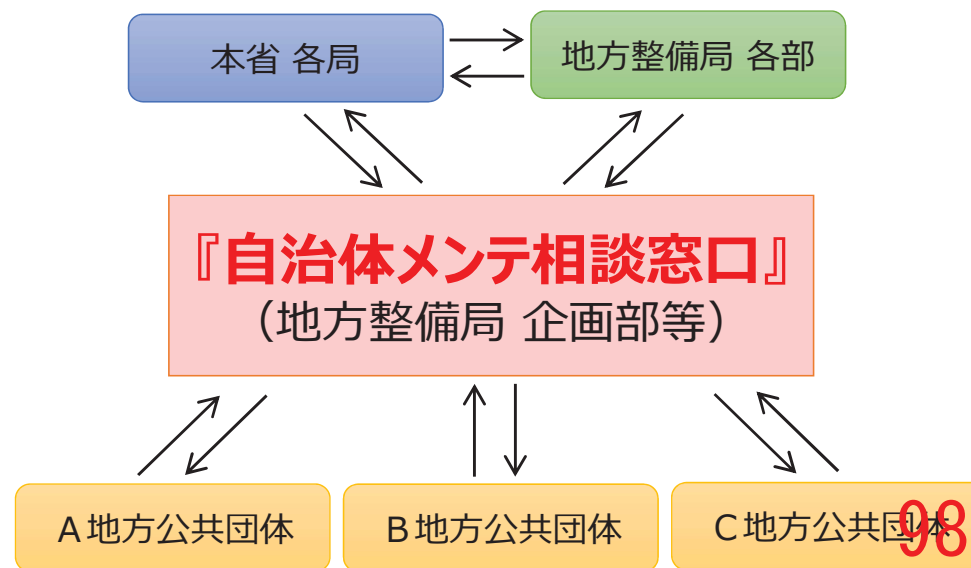 本省 各局
地方整備局 各部
『自治体メンテ相談窓口』
（地方整備局 企画部等）
A地方公共団体
B地方公共団体
C地方公共団体
98